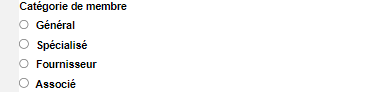 Catégorie de membre
Général
Spécialisé
Fournisseur
Associé